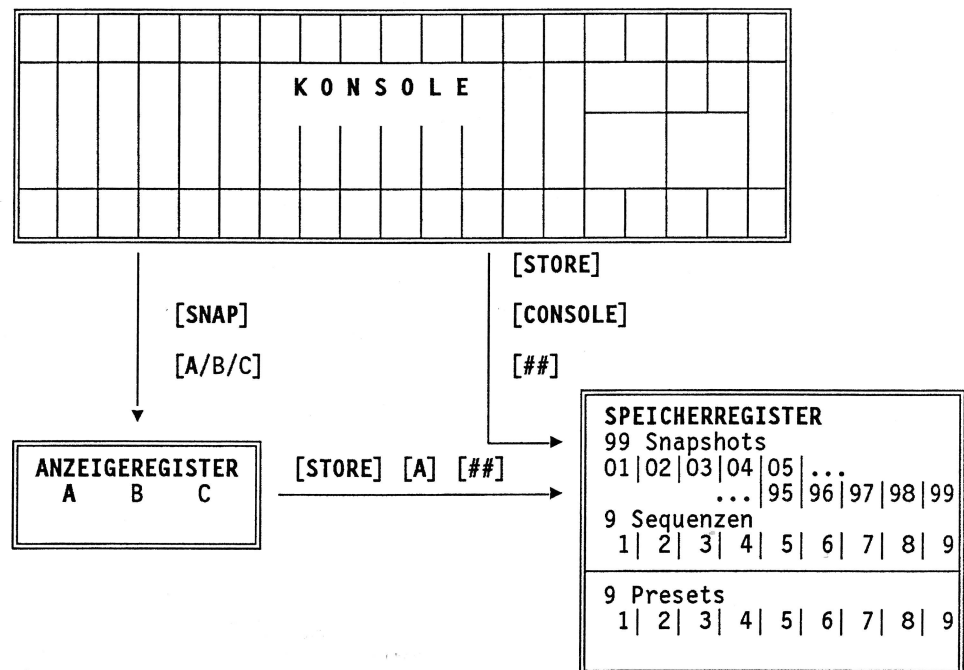 K O N S O L E
[SNAP]
[A/B/C]
[STORE]
[CONSOLE]
[##]
ANZEIGEREGISTER
A B C
[STORE] [A] [##]
SPEICHERREGISTER
99 Snapshots
01|02|03|04|05|...
...|95|96|97|98|99
9 Sequenzen
1| 2| 3| 4| 5| 6| 7| 8| 9
9 Presets
1| 2| 3| 4| 5| 6| 7| 8| 9